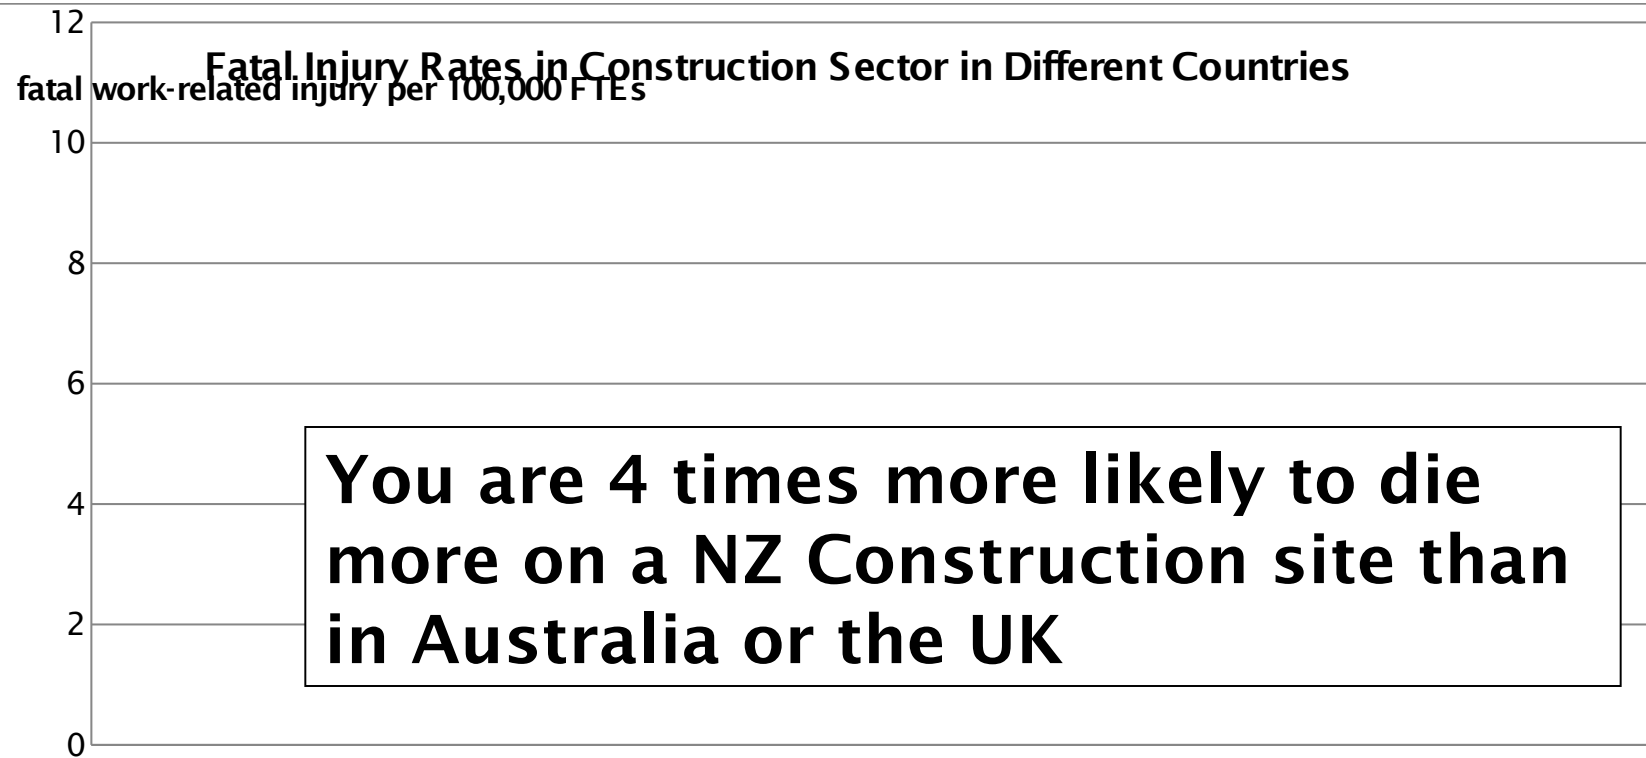 12
Fatal Injury Rates in Construction Sector in Different Countries
fatal work-related injury per 100,000 FTEs
10
8
6
You are 4 times more likely to die
4
more on a NZ Construction site than
2
in Australia or the UK
0